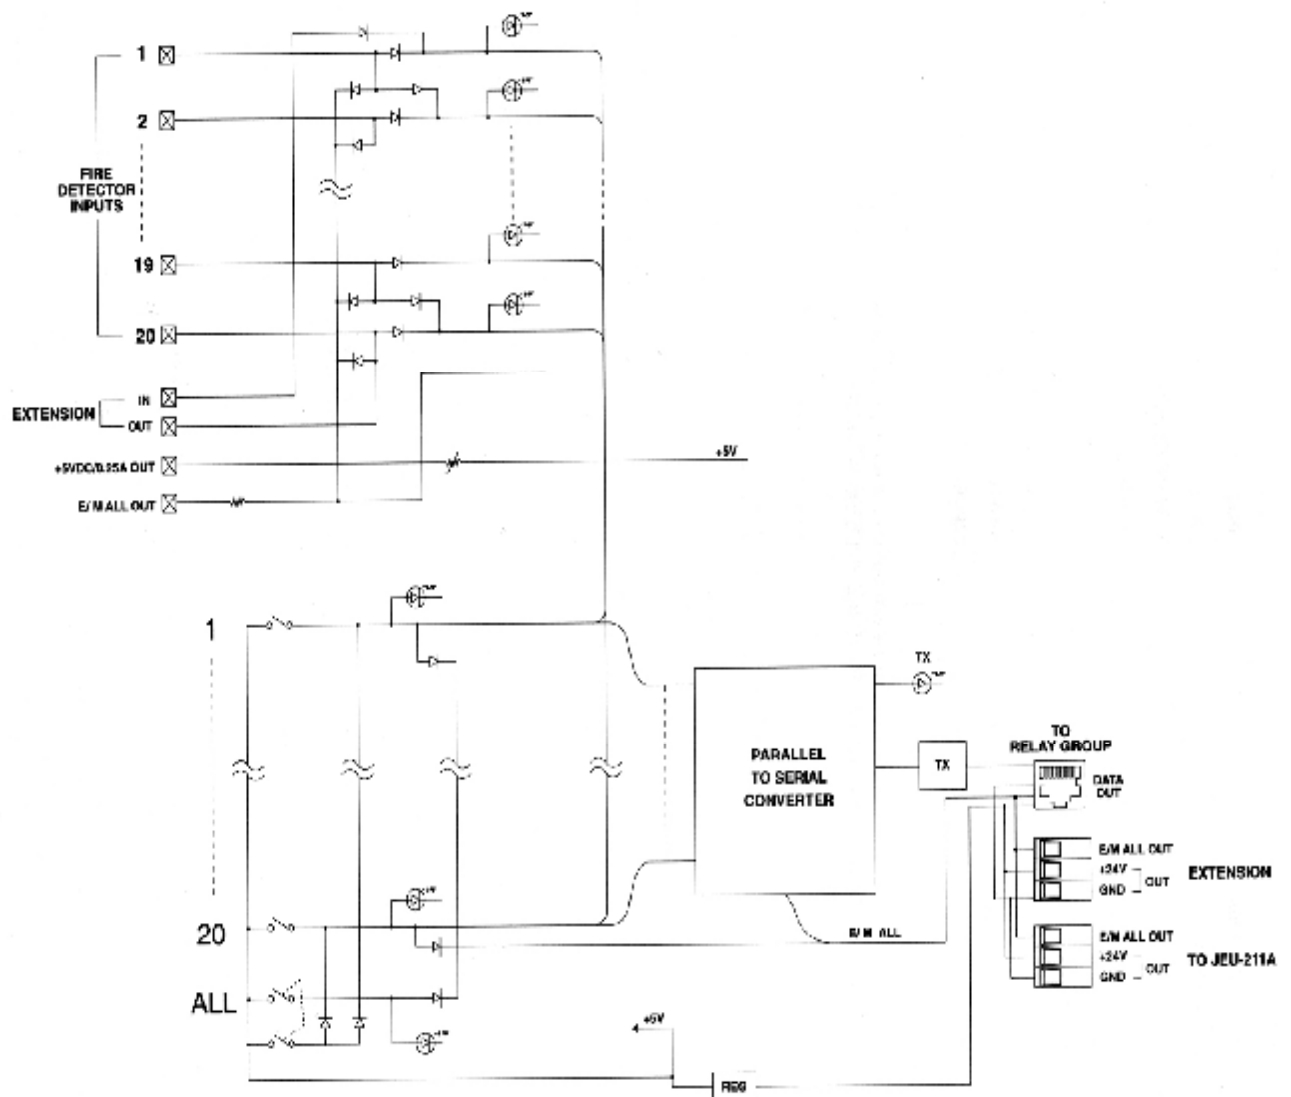 1
2
FIRE
DETECTOR
INPUTS
19
20
IN
EXTENSION
OUT
+5VDC/0.25A OUT
+5V
E/M ALL OUT
1
TX
TO
RELAY GROUP
PARALLEL
TO SERIAL
CONVERTER
TX
DATA
OUT
E/M ALL OUT
+24V
OUT
GND
EXTENSION
20
E/M ALL
E/M ALL OUT
+24V
OUT
GND
TO JEU-211A
ALL
+5V
REG